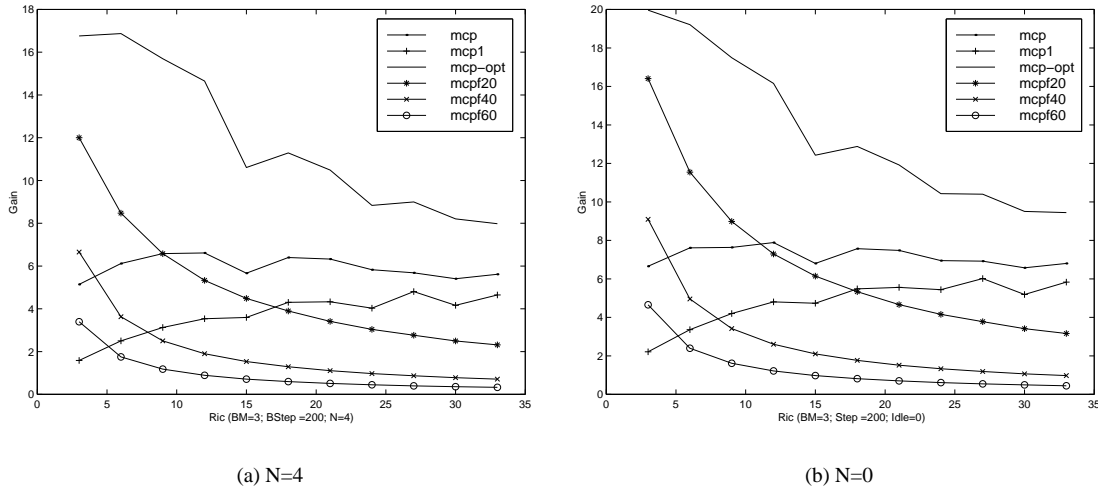 18
16
14
12
10
8
6
4
2
0
Gain
0 5 10 15 20 25 30 35
Ric (BM=3; BStep =200; N=4)
mcp
mcp1
mcp−opt
mcpf20
mcpf40
mcpf60
(a) N=4
20
18
16
14
12
10
8
6
4
2
0
Gain
0 5 10 15 20 25 30 35
Ric (BM=3; Step =200; Idle=0)
mcp
mcp1
mcp−opt
mcpf20
mcpf40
mcpf60
(b) N=0